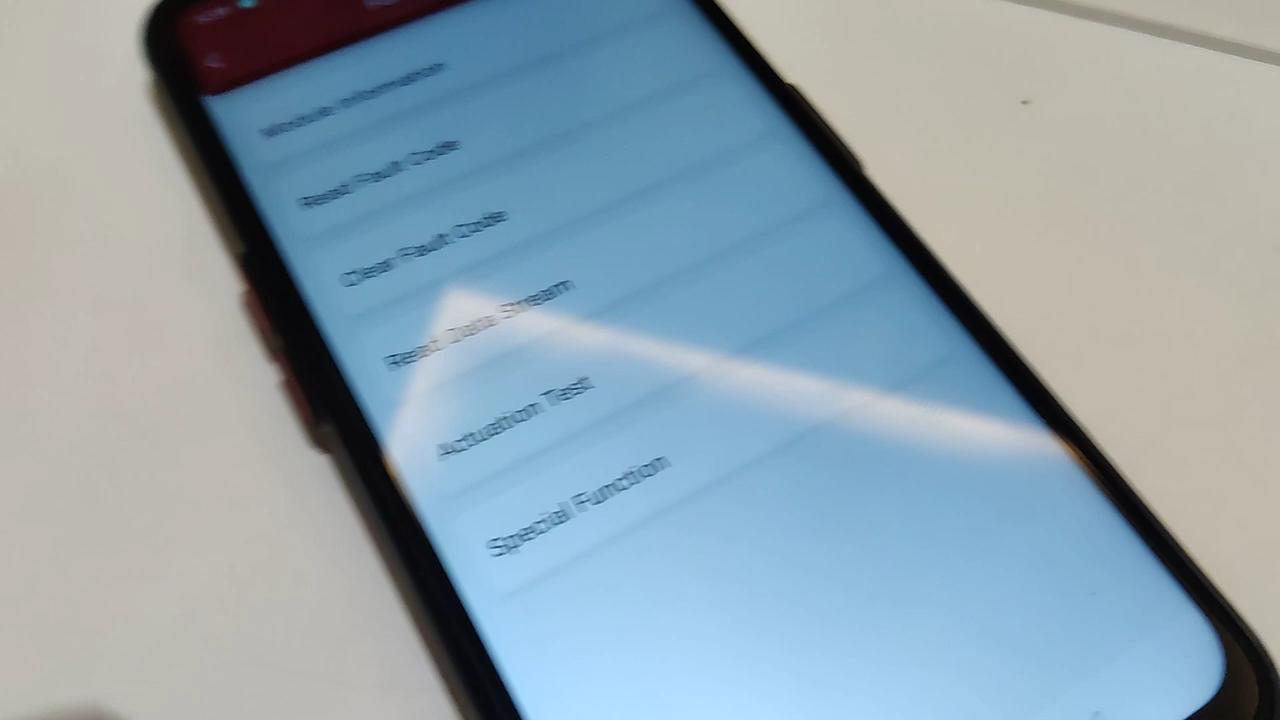 Module Information
Read Fault Code
Clear Fault Code
Read Data Stream
Actuation Test
Special Function